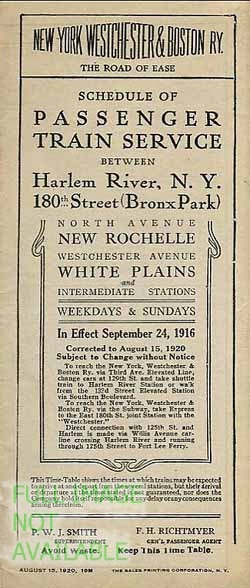 NEW YORK WESTCHESTER & BOSTON RY.
THE ROAD OF EASE
SCHEDULE OF
PASSENGER
TRAIN SERVICE
BETWEEN
Harlem River, N. Y.
180th Street (Bronx Park)
NORTH AVENUE
NEW ROCHELLE
WESTCHESTER AVENUE
WHITE PLAINS
and
INTERMEDIATE STATIONS
WEEKDAYS & SUNDAYS
In Effect September 24, 1916
Corrected to August 15, 1920
Subject to Change without Notice
To reach the New York, Westchester &
Boston Ry. via Third Ave. Elevated Line,
change cars at 129th St. and take shuttle
train to Harlem River Station or walk
from the 133d Street Elevated Station
via Southern Boulevard.
To reach the New York, Westchester &
Boston Ry. via the Subway, take Express
to the East 180th St. joint Station with the
"Westchester."
Direct connection with 125th St. and
Harlem is made via Willis Avenue car-
line crossing Harlem River and running
through 125th Street to Fort Lee Ferry.
This Time-Table shows the times at which trains may be expected
to arrive at and depart from the several stations, but their arrival
or departure at the times stated is not guaranteed, nor does the
Company hold itself responsible for any delay or any consequences
arising therefrom.
P. W. J. SMITH
SUPERINTENDENT
F. H. RICHTMYER
GEN'L PASSENGER AGENT
Avoid Waste. Keep This Time Table.
AUGUST 15, 1920, 10M
THE SALES PRINTING CORPORATION, N.Y.
FULL IMAGE
NOT
AVAILABLE